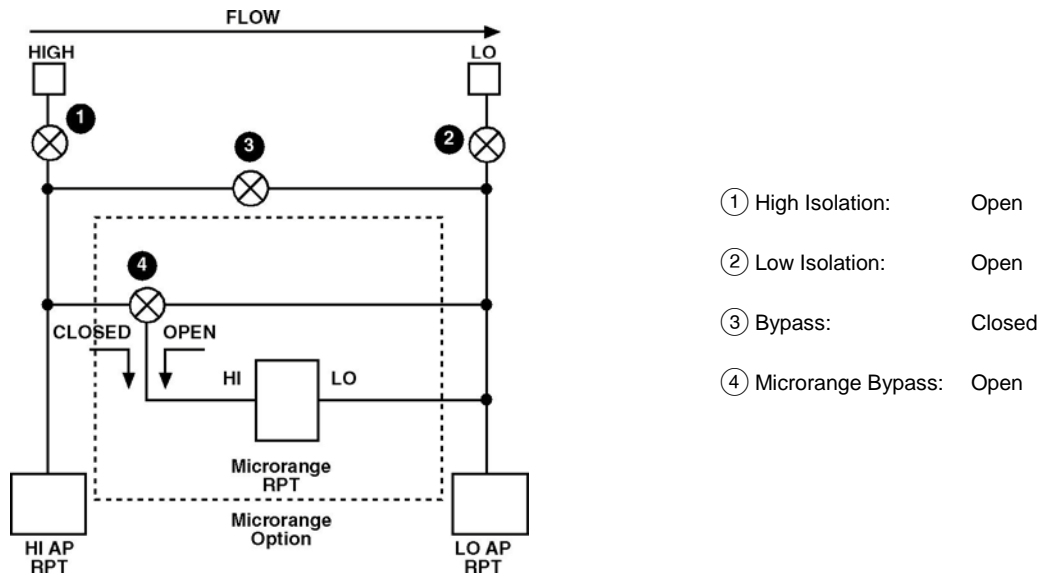 FLOW
HIGH LO
1
2
3
4
CLOSED OPEN
HI LO
Microrange
RPT
Microrange
Option
HI AP
RPT
LO AP
RPT
1 High Isolation: Open
2 Low Isolation: Open
3 Bypass: Closed
4 Microrange Bypass: Open